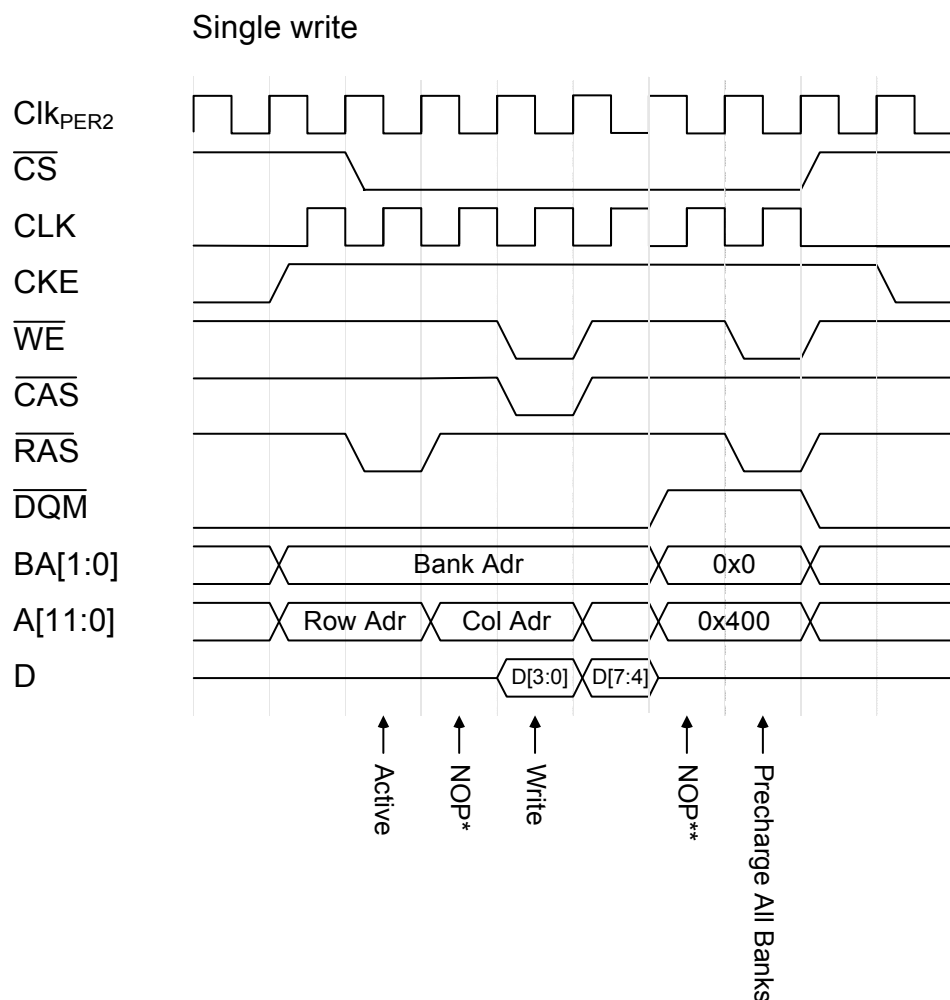 Single write
ClkPER2
CS
CLK
CKE
WE
CAS
RAS
DQM
BA[1:0] Bank Adr 0x0
A[11:0] Row Adr Col Adr 0x400
D D[3:0] D[7:4]
Active
NOP*
Write
NOP**
Precharge All Banks